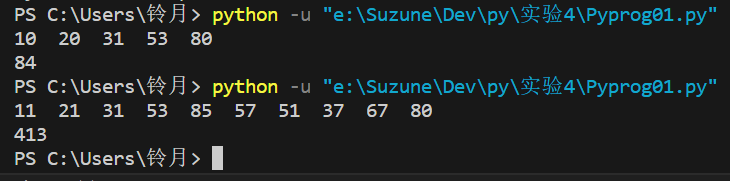 PS C:\Users\铃月> python -u "e:\Suzune\Dev\py\实验4\Pyprog01.py"
10  20  31  53  80
84
PS C:\Users\铃月> python -u "e:\Suzune\Dev\py\实验4\Pyprog01.py"
11  21  31  53  85  57  51  37  67  80
413
PS C:\Users\铃月>